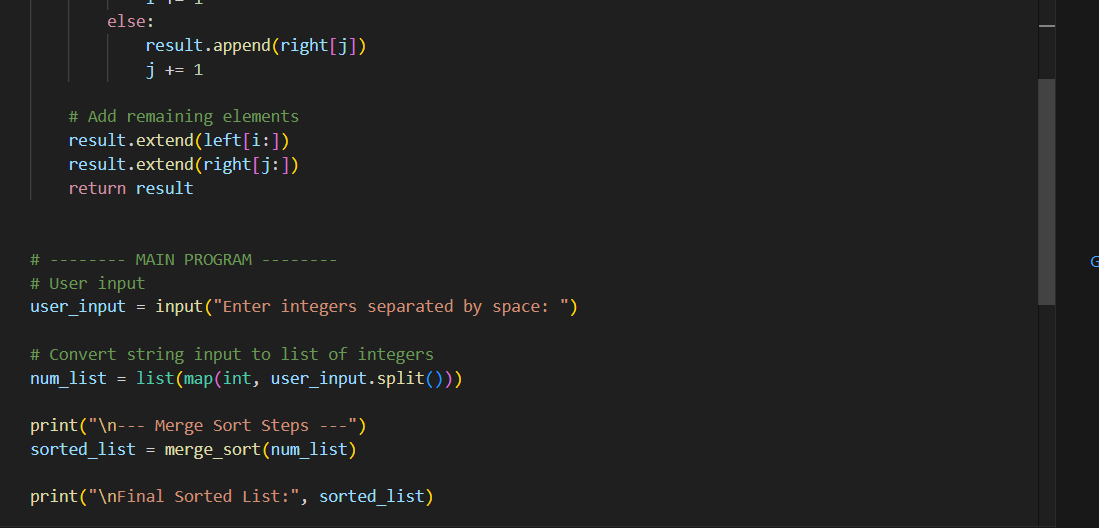 i += 1
        else:
            result.append(right[j])
            j += 1

    # Add remaining elements
    result.extend(left[i:])
    result.extend(right[j:])
    return result


# -------- MAIN PROGRAM --------
# User input
user_input = input("Enter integers separated by space: ")

# Convert string input to list of integers
num_list = list(map(int, user_input.split()))

print("\n--- Merge Sort Steps ---")
sorted_list = merge_sort(num_list)

print("\nFinal Sorted List:", sorted_list)